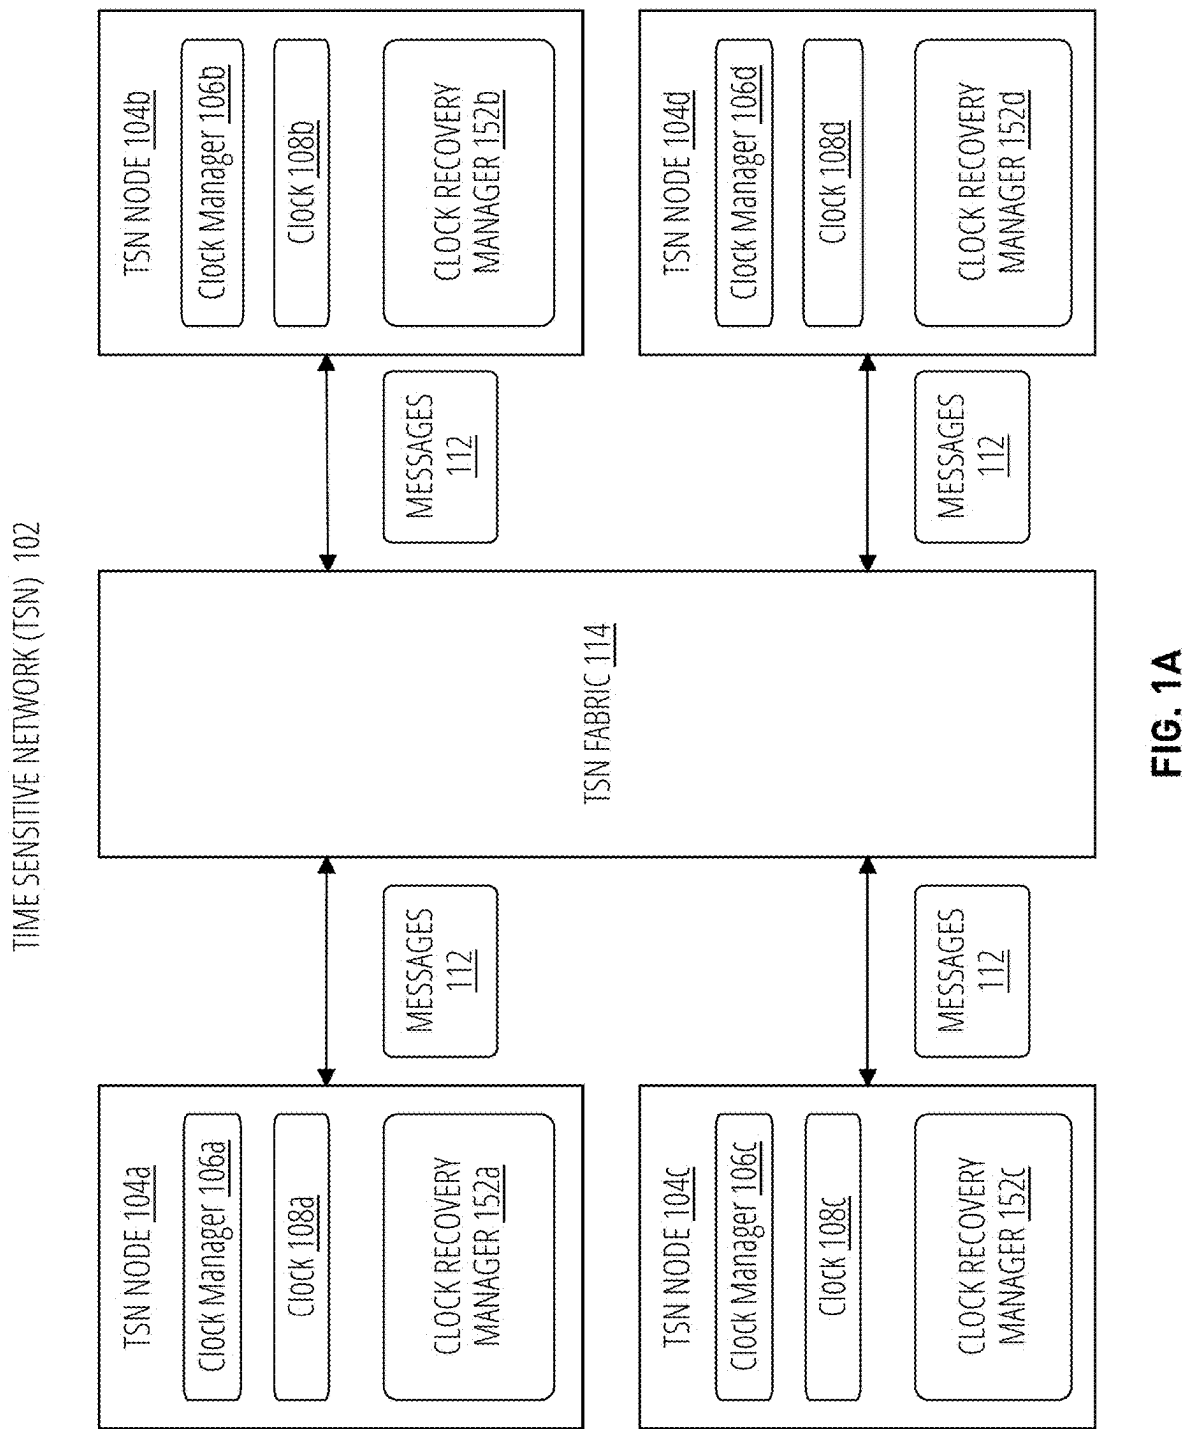 TIME SENSITIVE NETWORK (TSN) 102
TSN NODE 104a
Clock Manager 106a
Clock 108a
CLOCK RECOVERY
MANAGER 152a
MESSAGES
112
TSN FABRIC 114
MESSAGES
112
TSN NODE 104b
Clock Manager 106b
Clock 108b
CLOCK RECOVERY
MANAGER 152b
TSN NODE 104c
Clock Manager 106c
Clock 108c
CLOCK RECOVERY
MANAGER 152c
MESSAGES
112
MESSAGES
112
TSN NODE 104d
Clock Manager 106d
Clock 108d
CLOCK RECOVERY
MANAGER 152d
FIG. 1A